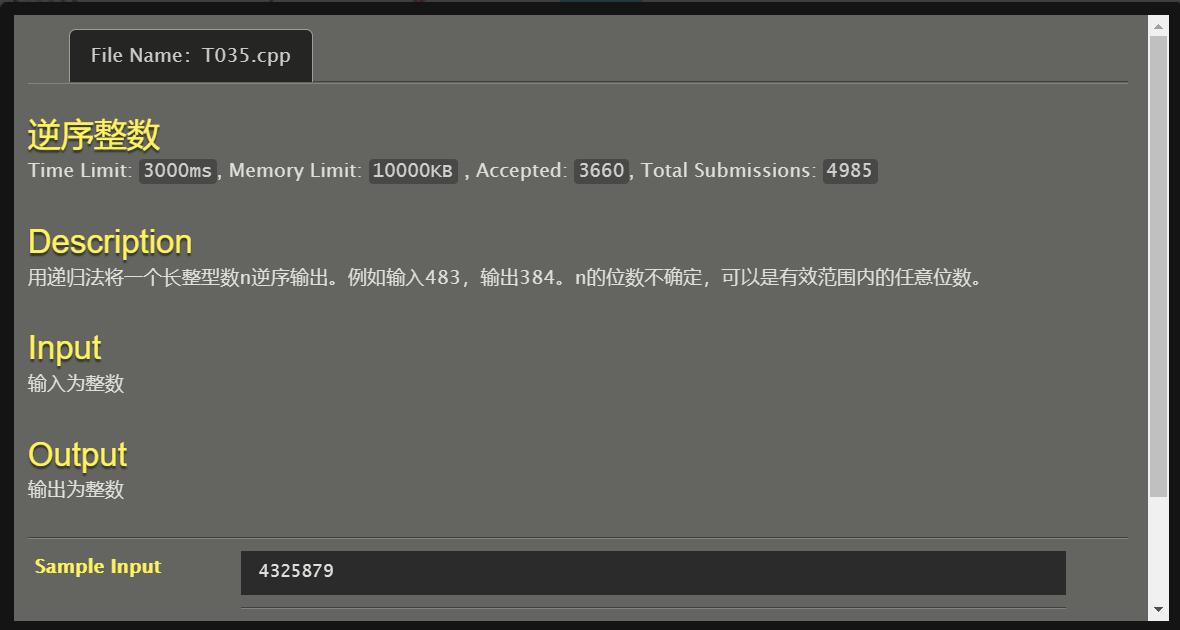 File Name：T035.cpp
逆序整数
Time Limit: 3000ms, Memory Limit: 10000KB , Accepted: 3660, Total Submissions: 4985
Description
用递归法将一个长整型数n逆序输出。例如输入483，输出384。n的位数不确定，可以是有效范围内的任意位数。
Input
输入为整数
Output
输出为整数
Sample Input
4325879